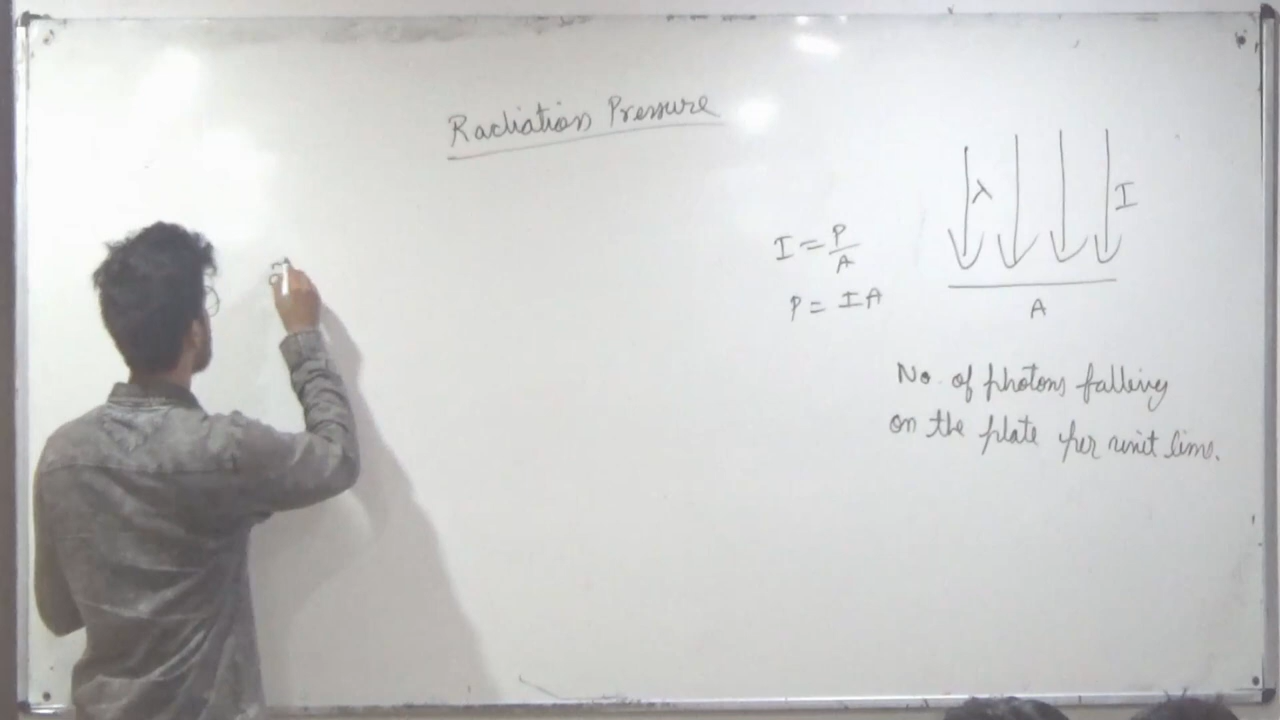 Radiation Pressure
λ I
I = P/A
P = IA
A
No. of photons falling
on the plate per unit time.